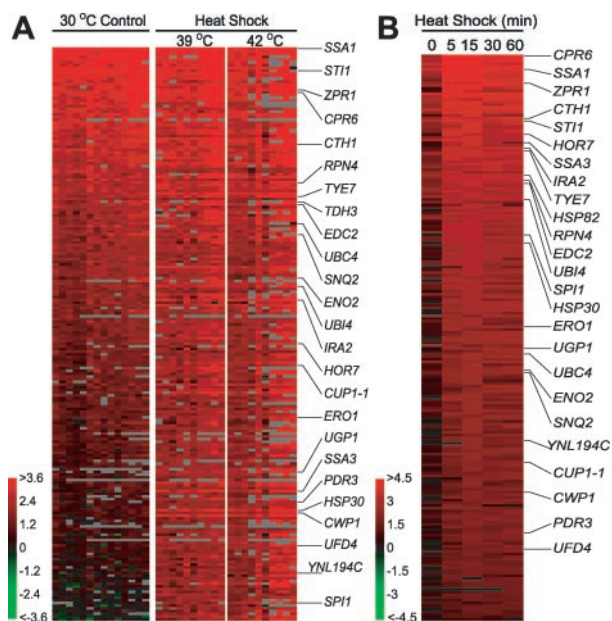 A
30 °C Control
Heat Shock
39 °C
42 °C
SSA1
STI1
ZPR1
CPR6
CTH1
RPN4
TYE7
TDH3
EDC2
UBC4
SNQ2
ENO2
UBI4
IRA2
HOR7
CUP1-1
ERO1
UGP1
SSA3
PDR3
HSP30
CWP1
UFD4
YNL194C
SPI1
>3.6
2.4
1.2
0
-1.2
-2.4
<-3.6
B
Heat Shock (min)
0 5 15 30 60
CPR6
SSA1
ZPR1
CTH1
STI1
HOR7
SSA3
IRA2
TYE7
HSP82
RPN4
EDC2
UBI4
SPI1
HSP30
ERO1
UGP1
UBC4
ENO2
SNQ2
YNL194C
CUP1-1
CWP1
PDR3
UFD4
>4.5
3
1.5
0
-1.5
-3
<-4.5